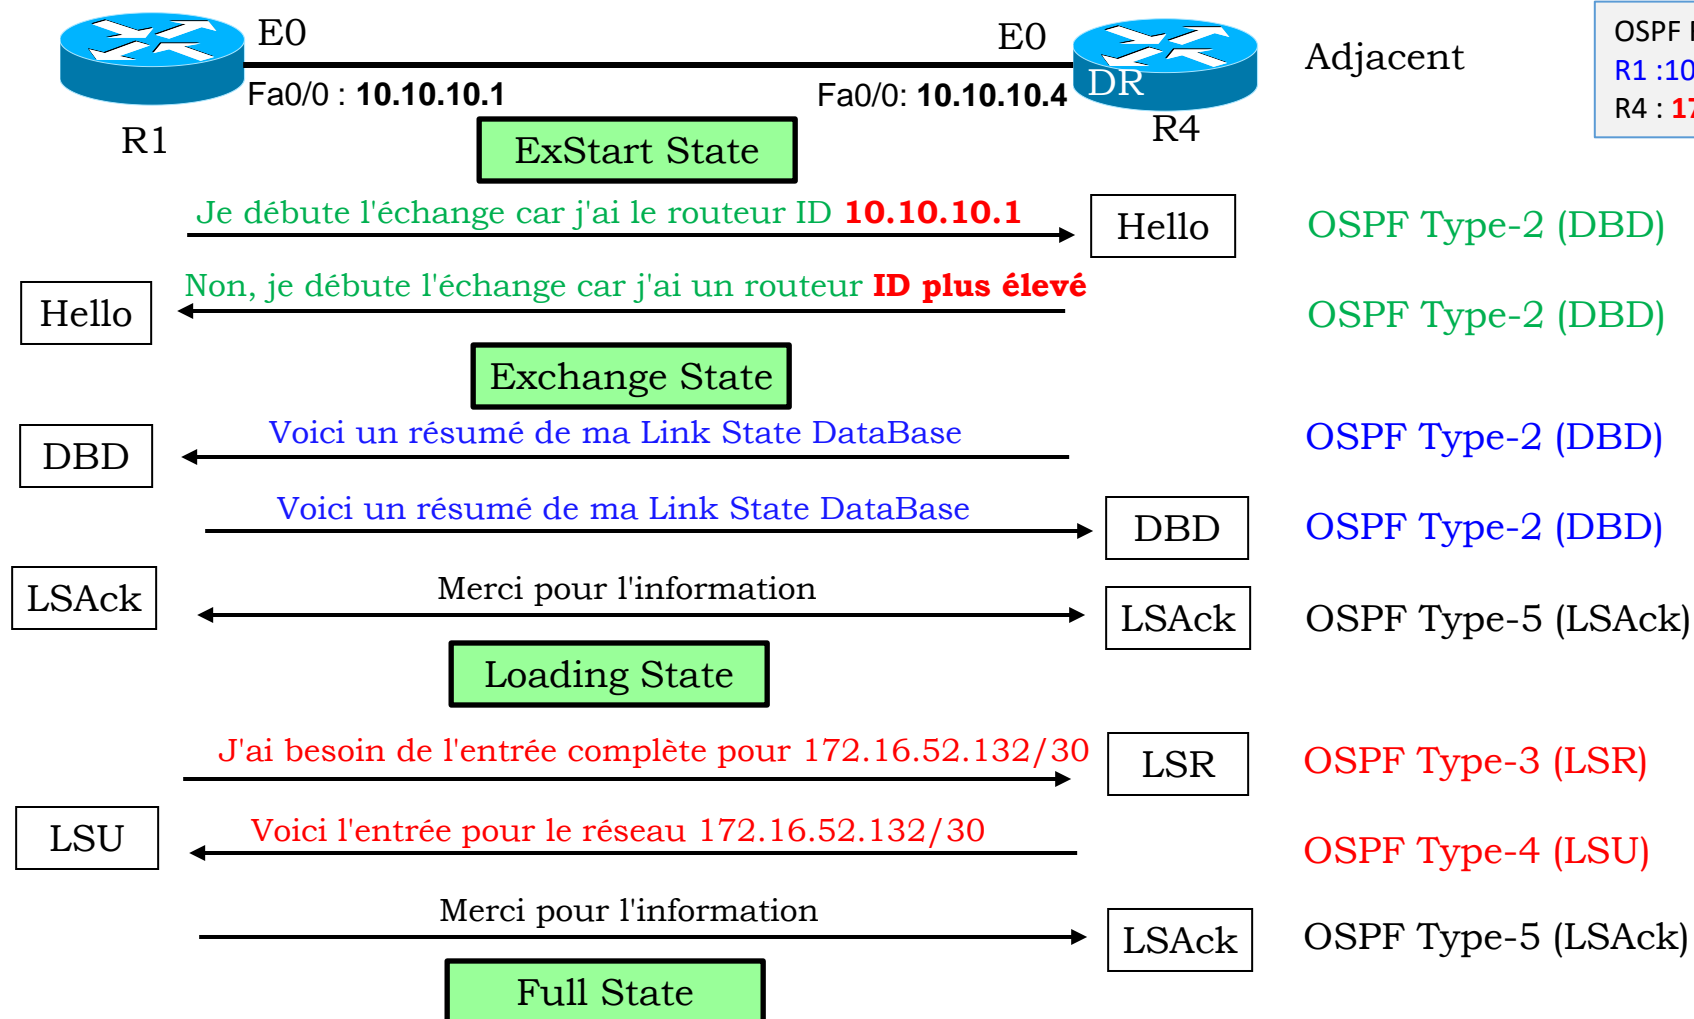 E0
E0
Adjacent
OSPF
R1 :10
R4 :
Fa0/0 : 10.10.10.1
Fa0/0: 10.10.10.4
DR
R1
R4
ExStart State
Je débute l'échange car j'ai le routeur ID 10.10.10.1
Hello
OSPF Type-2 (DBD)
Non, je débute l'échange car j'ai un routeur ID plus élevé
Hello
OSPF Type-2 (DBD)
Exchange State
Voici un résumé de ma Link State DataBase
DBD
OSPF Type-2 (DBD)
Voici un résumé de ma Link State DataBase
DBD
OSPF Type-2 (DBD)
LSAck
Merci pour l'information
LSAck
OSPF Type-5 (LSAck)
Loading State
J'ai besoin de l'entrée complète pour 172.16.52.132/30
LSR
OSPF Type-3 (LSR)
LSU
Voici l'entrée pour le réseau 172.16.52.132/30
OSPF Type-4 (LSU)
Merci pour l'information
LSAck
OSPF Type-5 (LSAck)
Full State